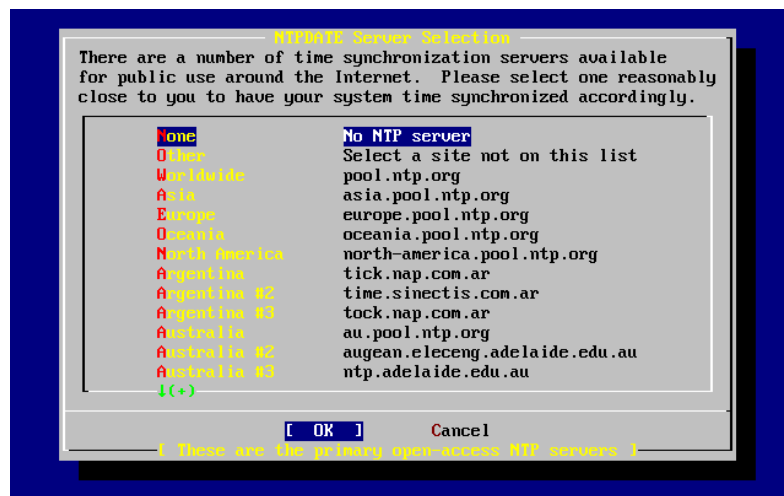 NTPDATE Server Selection
There are a number of time synchronization servers available
for public use around the Internet.  Please select one reasonably
close to you to have your system time synchronized accordingly.
None No NTP server
Other Select a site not on this list
Worldwide pool.ntp.org
Asia asia.pool.ntp.org
Europe europe.pool.ntp.org
Oceania oceania.pool.ntp.org
North America north-america.pool.ntp.org
Argentina tick.nap.com.ar
Argentina #2 time.sinectis.com.ar
Argentina #3 tock.nap.com.ar
Australia au.pool.ntp.org
Australia #2 augean.eleceng.adelaide.edu.au
Australia #3 ntp.adelaide.edu.au
↓(+)
[  OK  ] Cancel
[ These are the primary open-access NTP servers ]